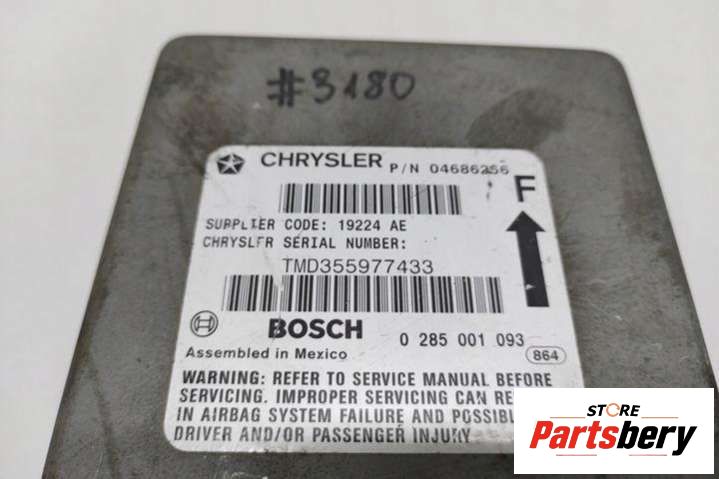 #3180
CHRYSLER P/N 04686256
F
SUPPLIER CODE: 19224 AE
CHRYSLER SERIAL NUMBER:
TMD355977433
BOSCH 0 285 001 093
Assembled in Mexico 864
WARNING: REFER TO SERVICE MANUAL BEFORE
SERVICING. IMPROPER SERVICING CAN RE
IN AIRBAG SYSTEM FAILURE AND POSSIBL
DRIVER AND/OR PASSENGER INJURY
STORE
Partsbery